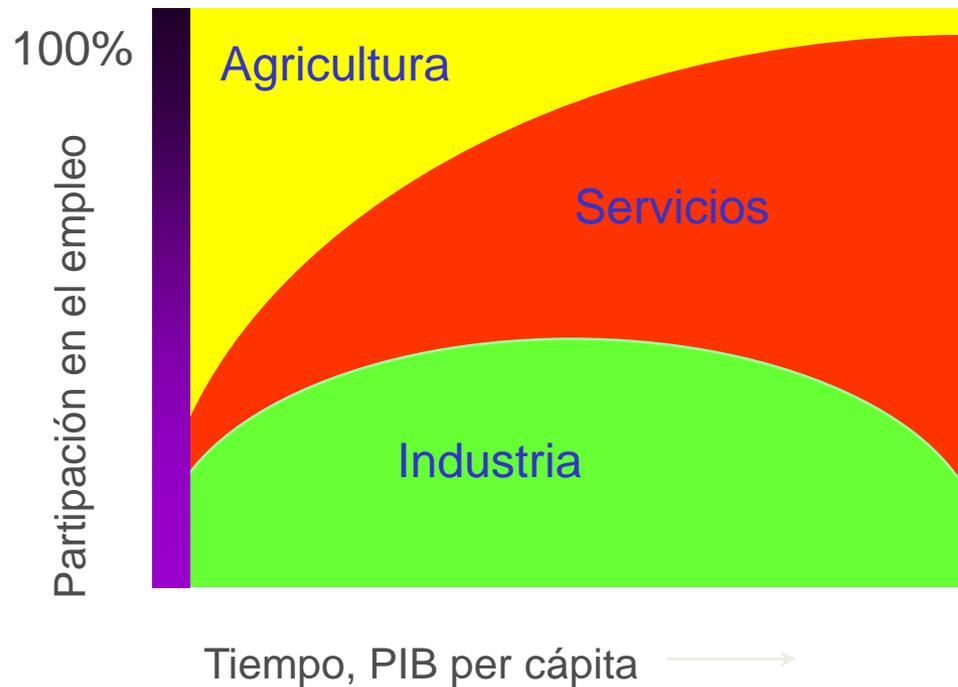 100%
Agricultura
Partipación en el empleo
Servicios
Industria
Tiempo, PIB per cápita